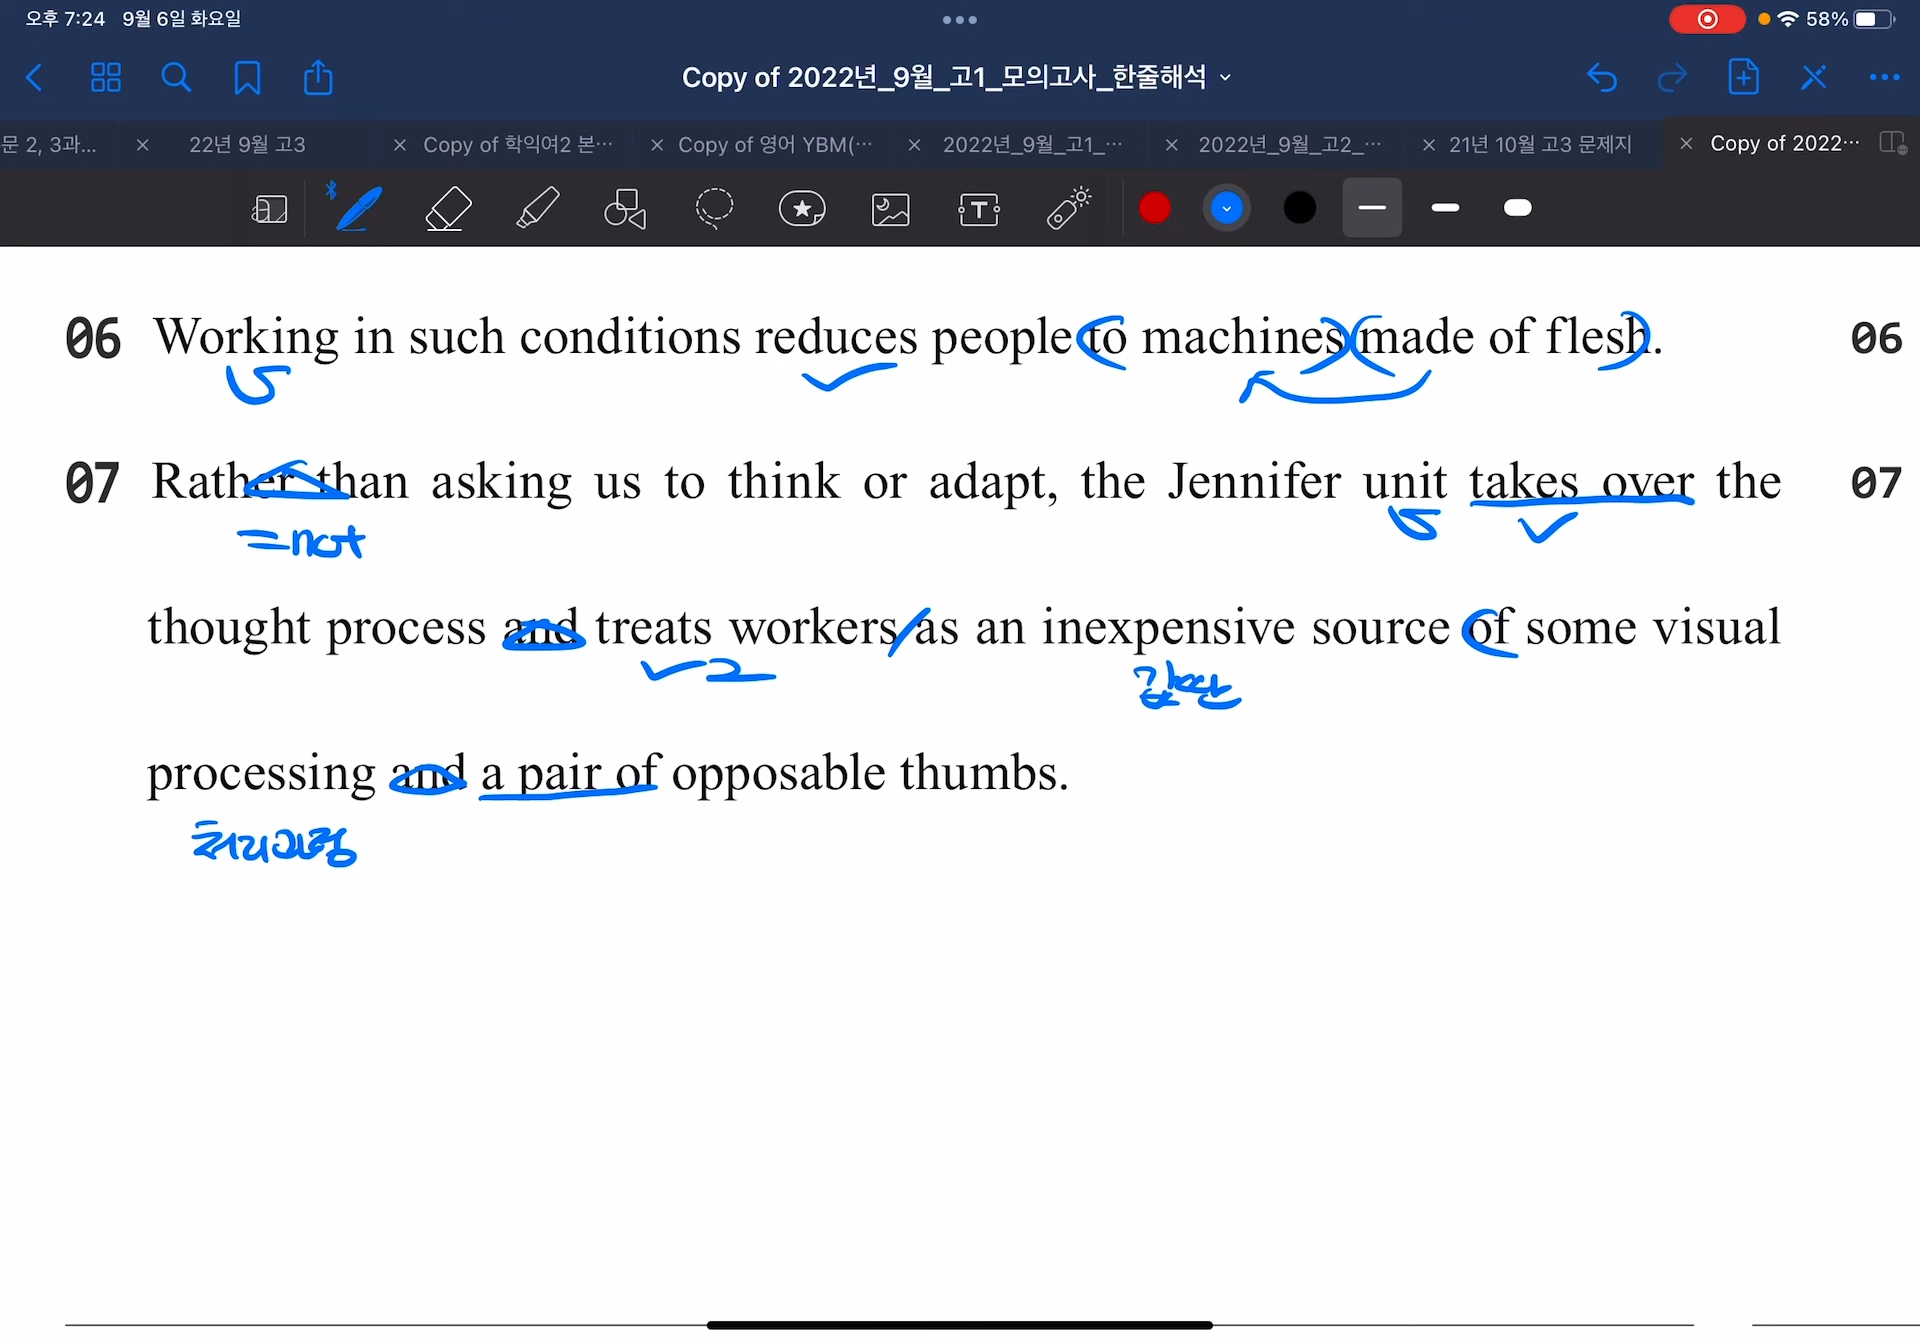 오후 7:24 9월 6일 화요일
58%
Copy of 2022년_9월_고1_모의고사_한줄해석
문 2, 3과... 22년 9월 고3 Copy of 학익여2 본... Copy of 영어 YBM(... 2022년_9월_고1_... 2022년_9월_고2_... 21년 10월 고3 문제지 Copy of 2022...
06 Working in such conditions reduces people to machines made of flesh. 06
S
07 Rather than asking us to think or adapt, the Jennifer unit takes over the 07
=not S
thought process and treats workers as an inexpensive source of some visual
2 값싼
processing and a pair of opposable thumbs.
처리과정